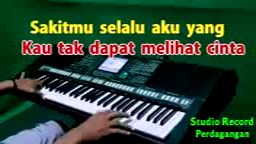 Sakitmu selalu aku yang
Kau tak dapat melihat cinta
Studio Record
Perdagangan